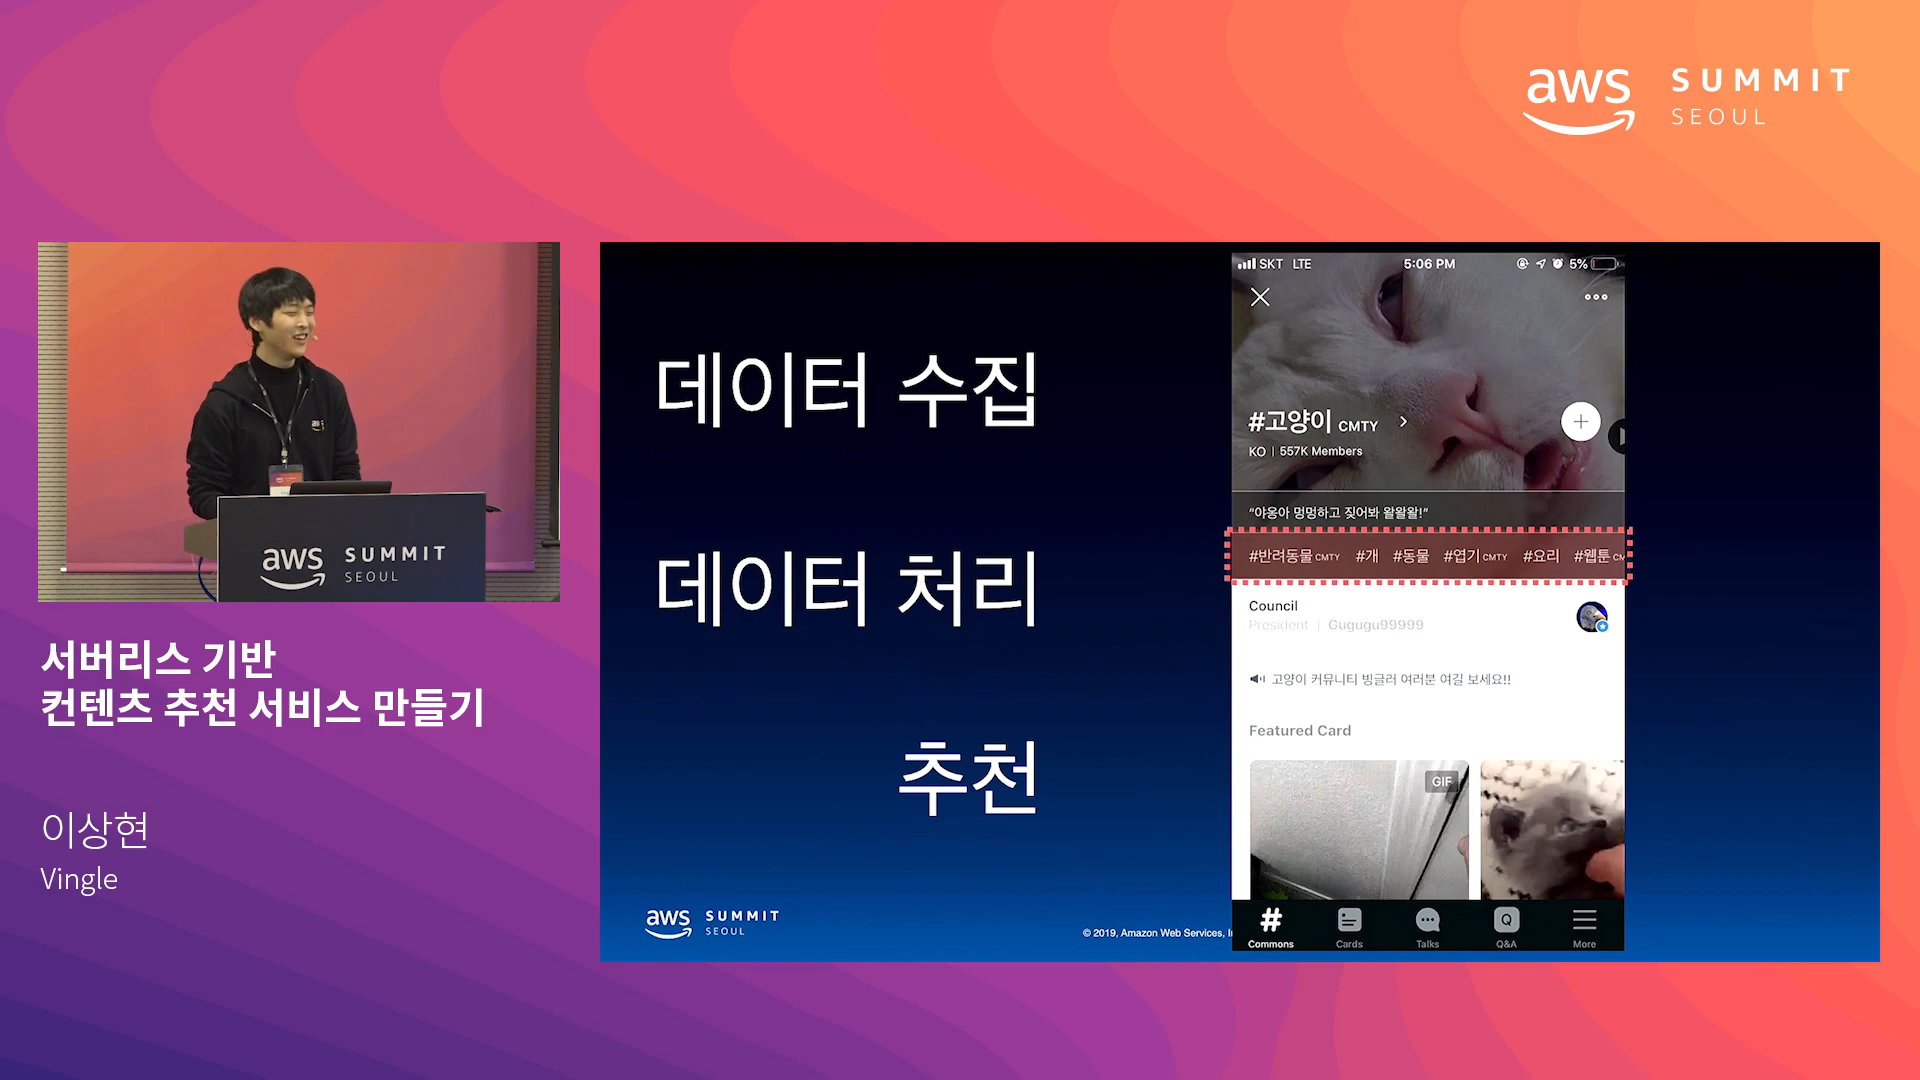 aws SUMMIT
SEOUL
aws SUMMIT
SEOUL
서버리스 기반
컨텐츠 추천 서비스 만들기
이상현
Vingle
데이터 수집
데이터 처리
추천
aws SUMMIT
SEOUL
© 2019, Amazon Web Services,
SKT LTE 5:06 PM 5%
#고양이 CMTY
KO | 557K Members
“야옹아 멍멍하고 짖어봐 왈왈왈!”
#반려동물 CMTY #개 #동물 #엽기 CMTY #요리 #웹툰
Council
President | Gugugu99999
고양이 커뮤니티 빙글러 여러분 여길 보세요!!
Featured Card
GIF
Commons Cards Talks Q&A More